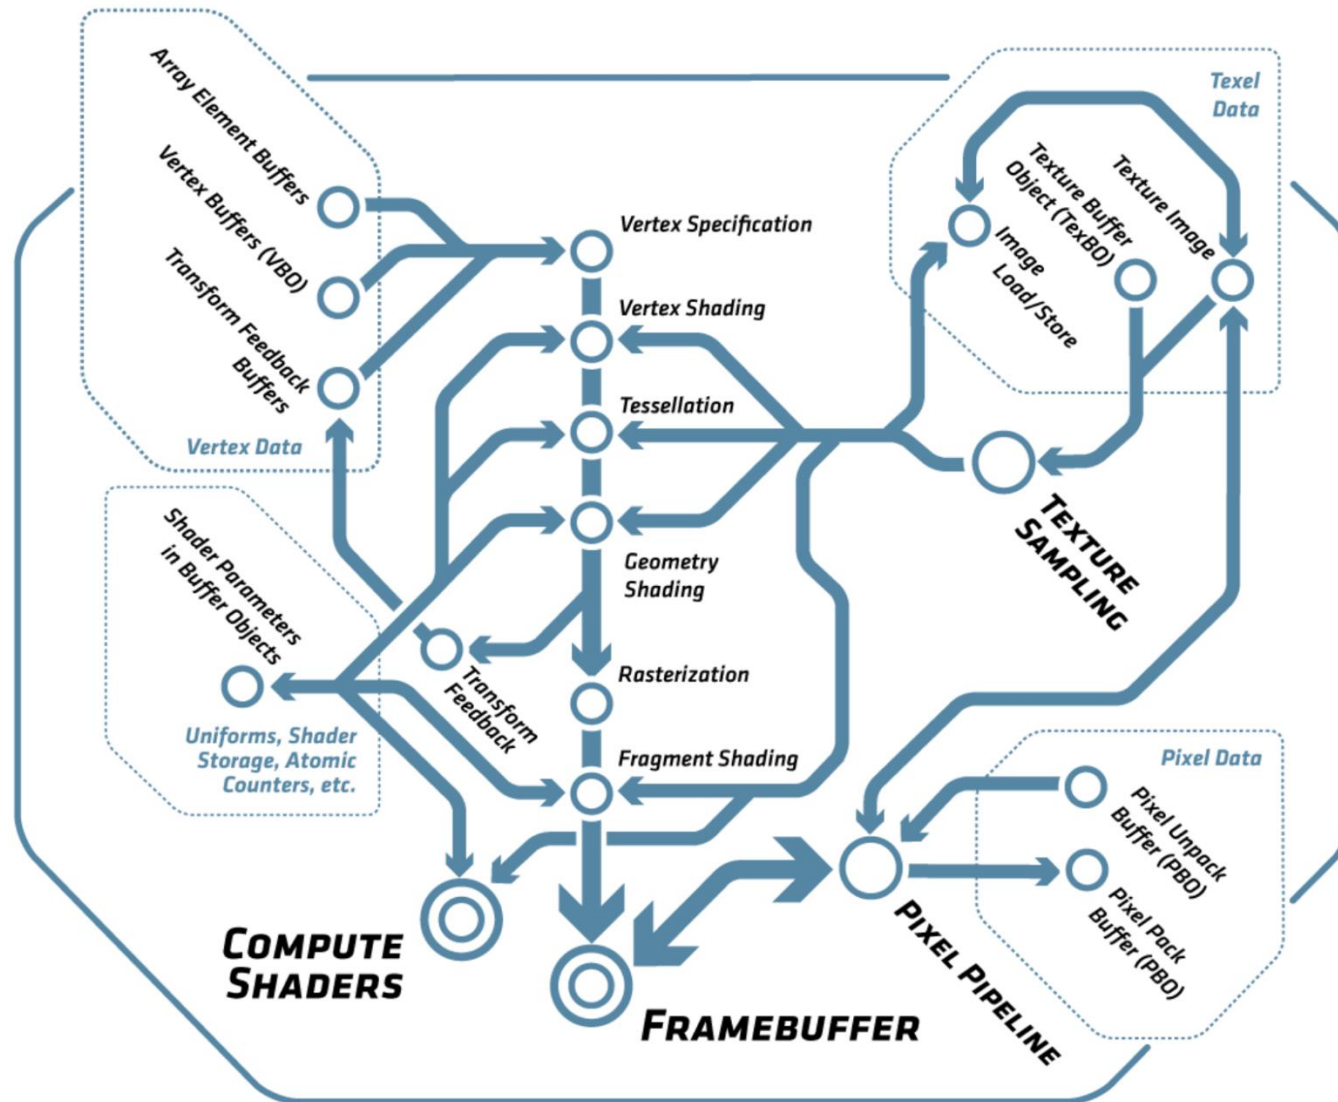 Array Element Buffers
Vertex Buffers (VBO)
Transform Feedback
Buffers
Vertex Data
Texel
Data
Texture Buffer
Object (TexBO)
Texture Image
Image
Load/Store
Vertex Specification
Vertex Shading
Tessellation
Geometry
Shading
Texture
Sampling
Shader Parameters
in Buffer Objects
Uniforms, Shader
Storage, Atomic
Counters, etc.
Transform
Feedback
Rasterization
Fragment Shading
Pixel Data
Pixel Unpack
Buffer (PBO)
Pixel Pack
Buffer (PBO)
Compute
Shaders
Framebuffer
Pixel Pipeline